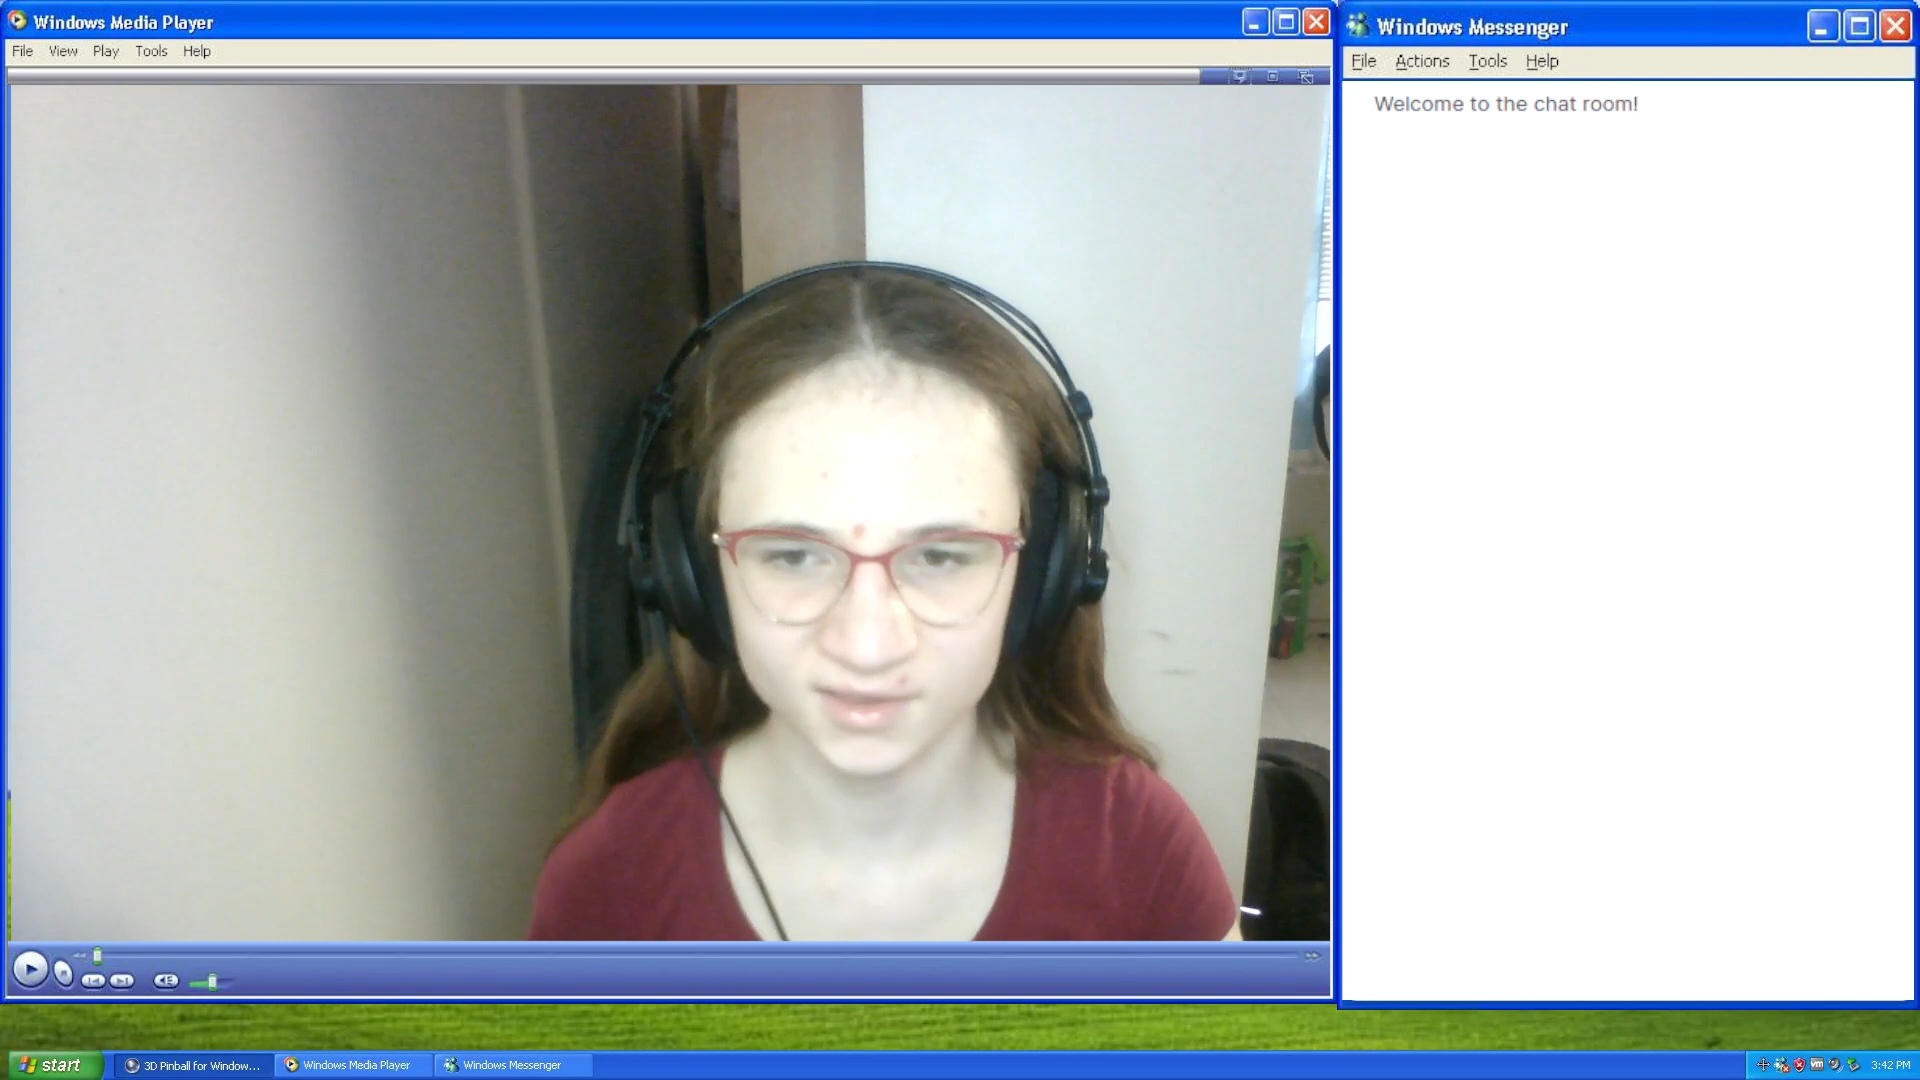 Windows Media Player
File View Play Tools Help
Windows Messenger
File Actions Tools Help
Welcome to the chat room!
start
3D Pinball for Window...
Windows Media Player
Windows Messenger
3:42 PM